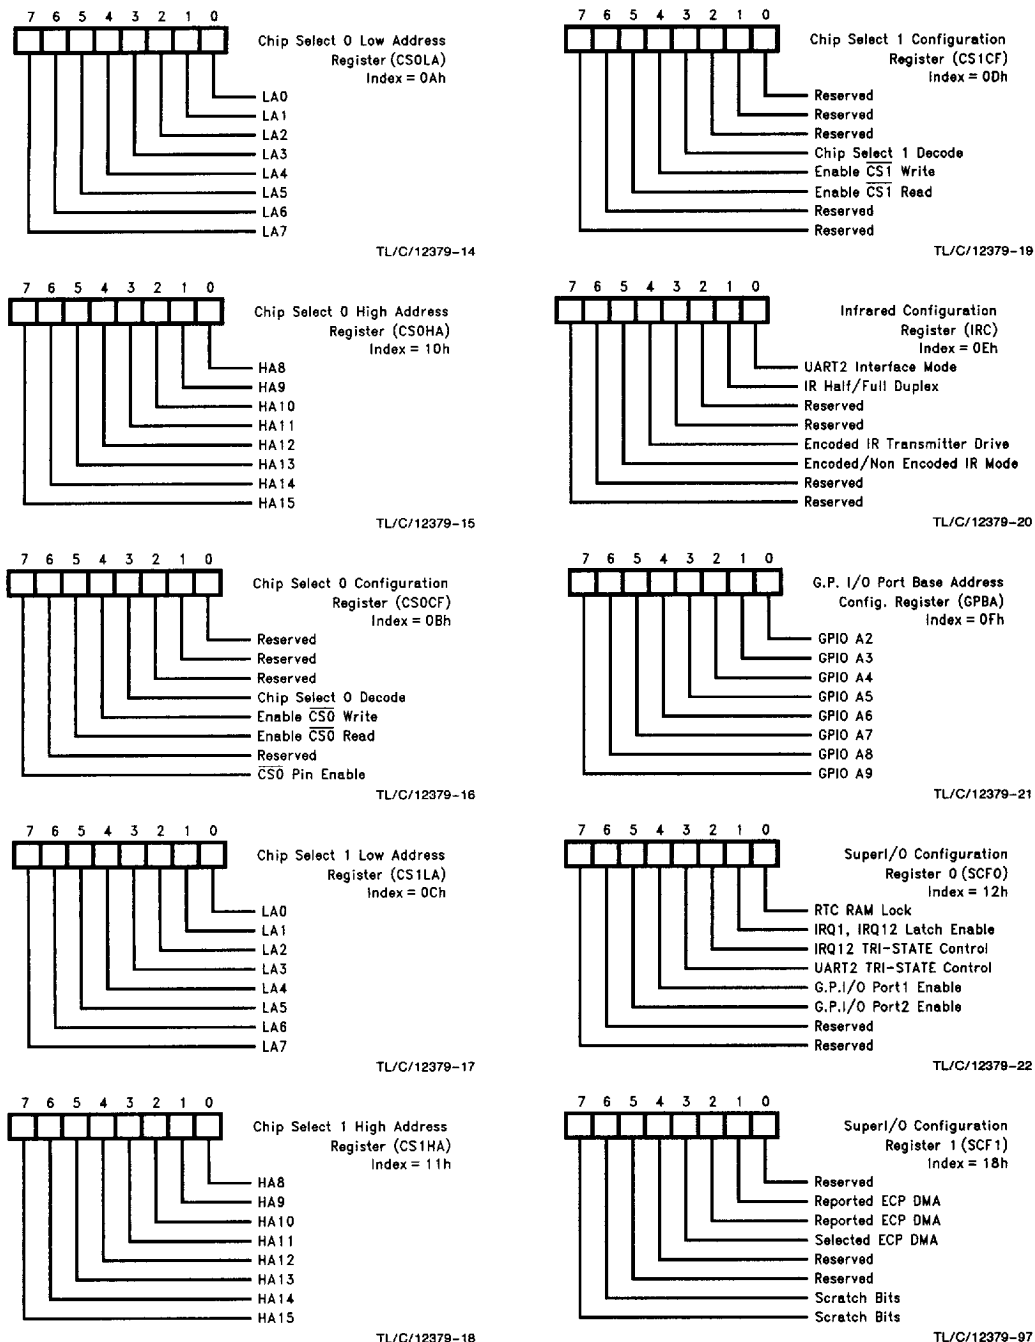 7 6 5 4 3 2 1 0
Chip Select 0 Low Address
Register (CS0LA)
Index = 0Ah
LA0
LA1
LA2
LA3
LA4
LA5
LA6
LA7
TL/C/12379-14
7 6 5 4 3 2 1 0
Chip Select 0 High Address
Register (CS0HA)
Index = 10h
HA8
HA9
HA10
HA11
HA12
HA13
HA14
HA15
TL/C/12379-15
7 6 5 4 3 2 1 0
Chip Select 0 Configuration
Register (CS0CF)
Index = 0Bh
Reserved
Reserved
Reserved
Chip Select 0 Decode
Enable C̅S̅0̅ Write
Enable C̅S̅0̅ Read
Reserved
C̅S̅0̅ Pin Enable
TL/C/12379-16
7 6 5 4 3 2 1 0
Chip Select 1 Low Address
Register (CS1LA)
Index = 0Ch
LA0
LA1
LA2
LA3
LA4
LA5
LA6
LA7
TL/C/12379-17
7 6 5 4 3 2 1 0
Chip Select 1 High Address
Register (CS1HA)
Index = 11h
HA8
HA9
HA10
HA11
HA12
HA13
HA14
HA15
TL/C/12379-18
7 6 5 4 3 2 1 0
Chip Select 1 Configuration
Register (CS1CF)
Index = 0Dh
Reserved
Reserved
Reserved
Chip Select 1 Decode
Enable C̅S̅1̅ Write
Enable C̅S̅1̅ Read
Reserved
Reserved
TL/C/12379-19
7 6 5 4 3 2 1 0
Infrared Configuration
Register (IRC)
Index = 0Eh
UART2 Interface Mode
IR Half/Full Duplex
Reserved
Reserved
Encoded IR Transmitter Drive
Encoded/Non Encoded IR Mode
Reserved
Reserved
TL/C/12379-20
7 6 5 4 3 2 1 0
G.P. I/O Port Base Address
Config. Register (GPBA)
Index = 0Fh
GPIO A2
GPIO A3
GPIO A4
GPIO A5
GPIO A6
GPIO A7
GPIO A8
GPIO A9
TL/C/12379-21
7 6 5 4 3 2 1 0
SuperI/O Configuration
Register 0 (SCF0)
Index = 12h
RTC RAM Lock
IRQ1, IRQ12 Latch Enable
IRQ12 TRI-STATE Control
UART2 TRI-STATE Control
G.P.I/O Port1 Enable
G.P.I/O Port2 Enable
Reserved
Reserved
TL/C/12379-22
7 6 5 4 3 2 1 0
SuperI/O Configuration
Register 1 (SCF1)
Index = 18h
Reserved
Reported ECP DMA
Reported ECP DMA
Selected ECP DMA
Reserved
Reserved
Scratch Bits
Scratch Bits
TL/C/12379-97